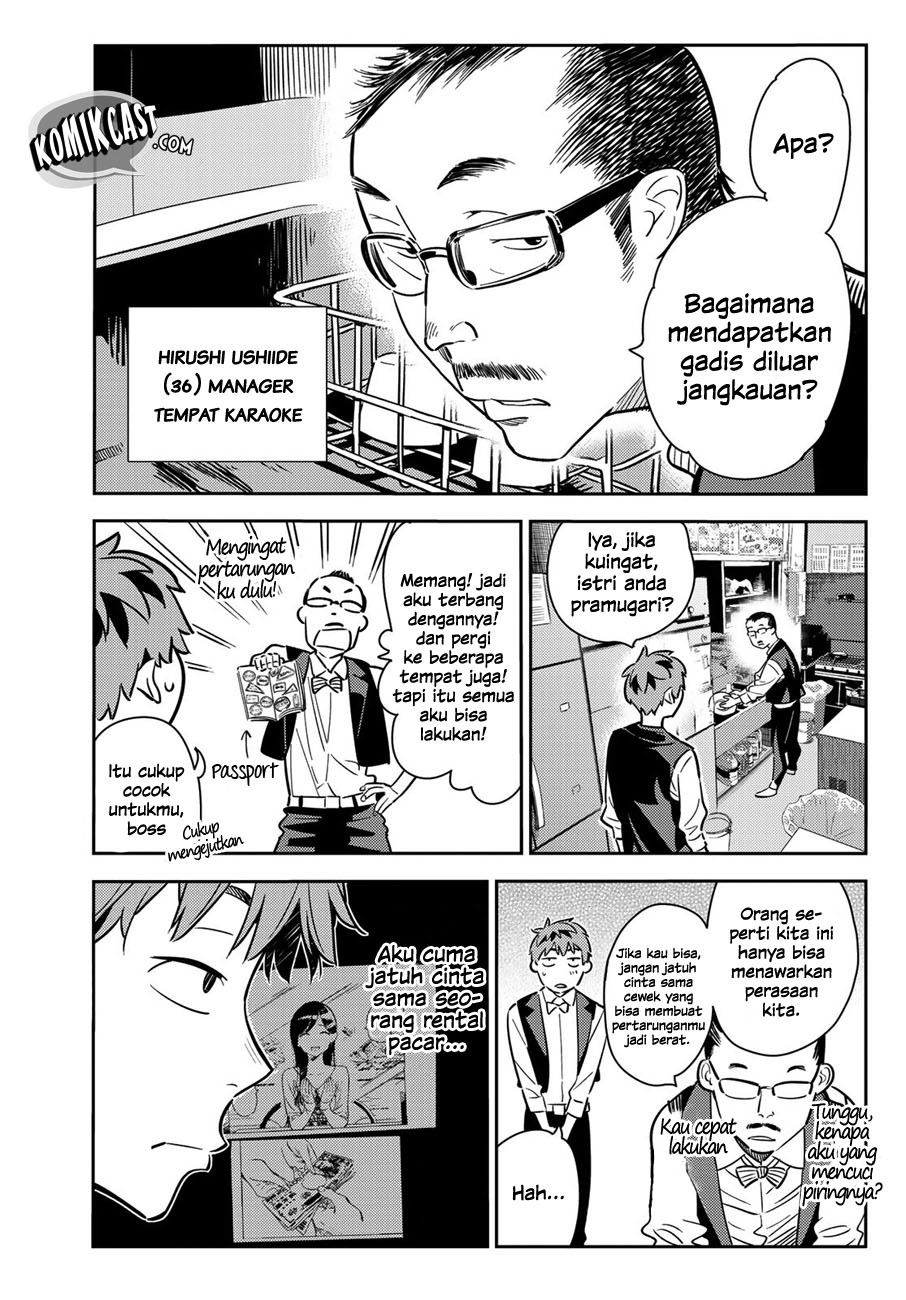 KOMIKCAST
.COM
Apa?
Bagaimana
mendapatkan
gadis diluar
jangkauan?
HIRUSHI USHIIDE
(36) MANAGER
TEMPAT KARAOKE
Iya, jika
kuingat,
istri anda
pramugari?
Memang! jadi
aku terbang
dengannya!
dan pergi
ke beberapa
tempat juga!
tapi itu semua
aku bisa
lakukan!
Mengingat
pertarungan
ku dulu!
Passport
Itu cukup
cocok
untukmu,
boss
Cukup
mengejutkan
Orang se-
perti kita ini
hanya bisa
menawarkan
perasaan
kita.
Jika kau bisa,
jangan jatuh
cinta sama
cewek yang
bisa membuat
pertarunganmu
jadi berat.
Tunggu,
kenapa
aku yang
mencuci
piringnya?
Kau cepat
lakukan
Hah...
Aku cuma
jatuh cinta
sama seo-
rang rental
pacar...